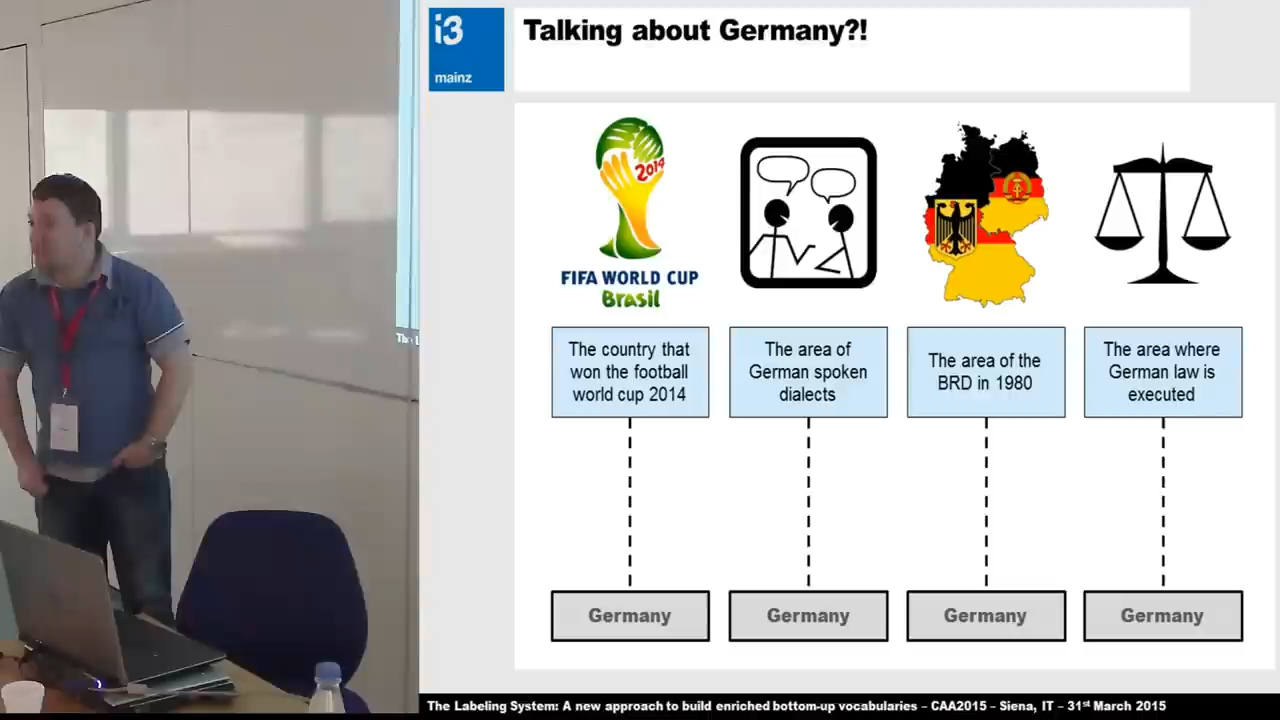 i3
mainz
Talking about Germany?!
2014
FIFA WORLD CUP
Brasil
The country that
won the football
world cup 2014
The area of
German spoken
dialects
The area of the
BRD in 1980
The area where
German law is
executed
Germany
Germany
Germany
Germany
The Labeling System: A new approach to build enriched bottom-up vocabularies – CAA2015 – Siena, IT – 31st March 2015